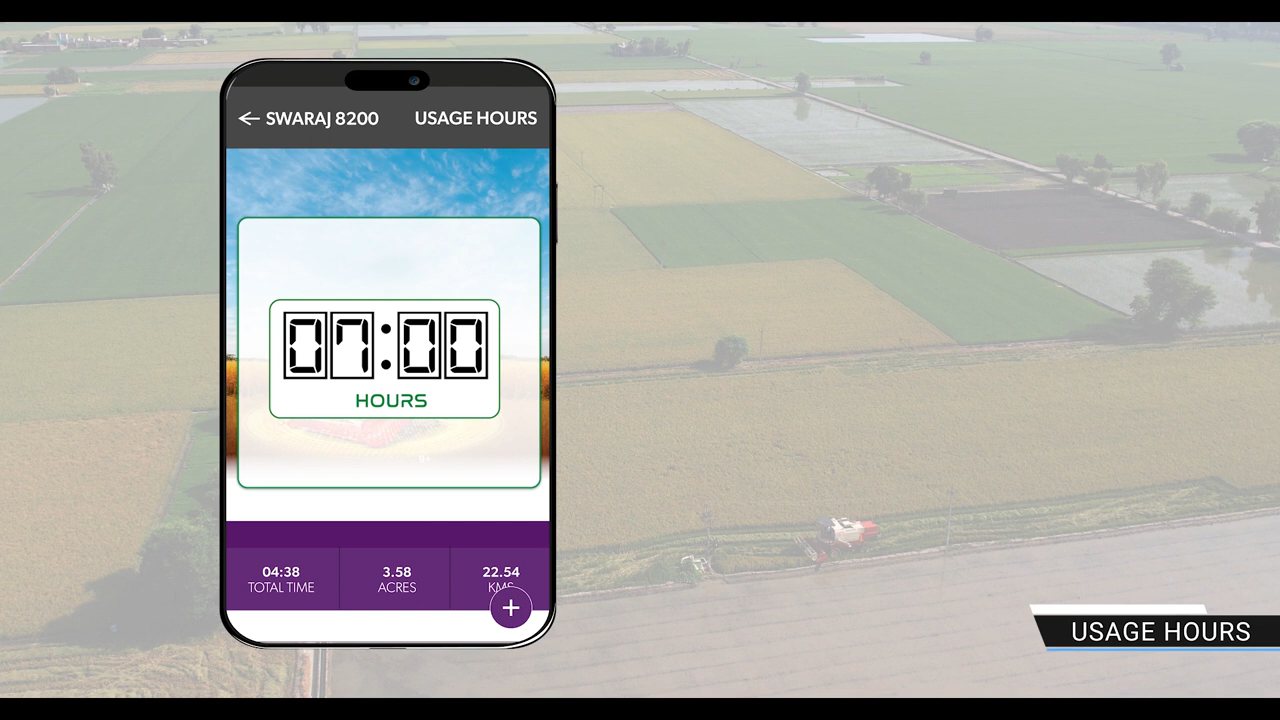 SWARAJ 8200 USAGE HOURS
07:00
HOURS
04:38 3.58 22.54
TOTAL TIME ACRES KMS
+
USAGE HOURS